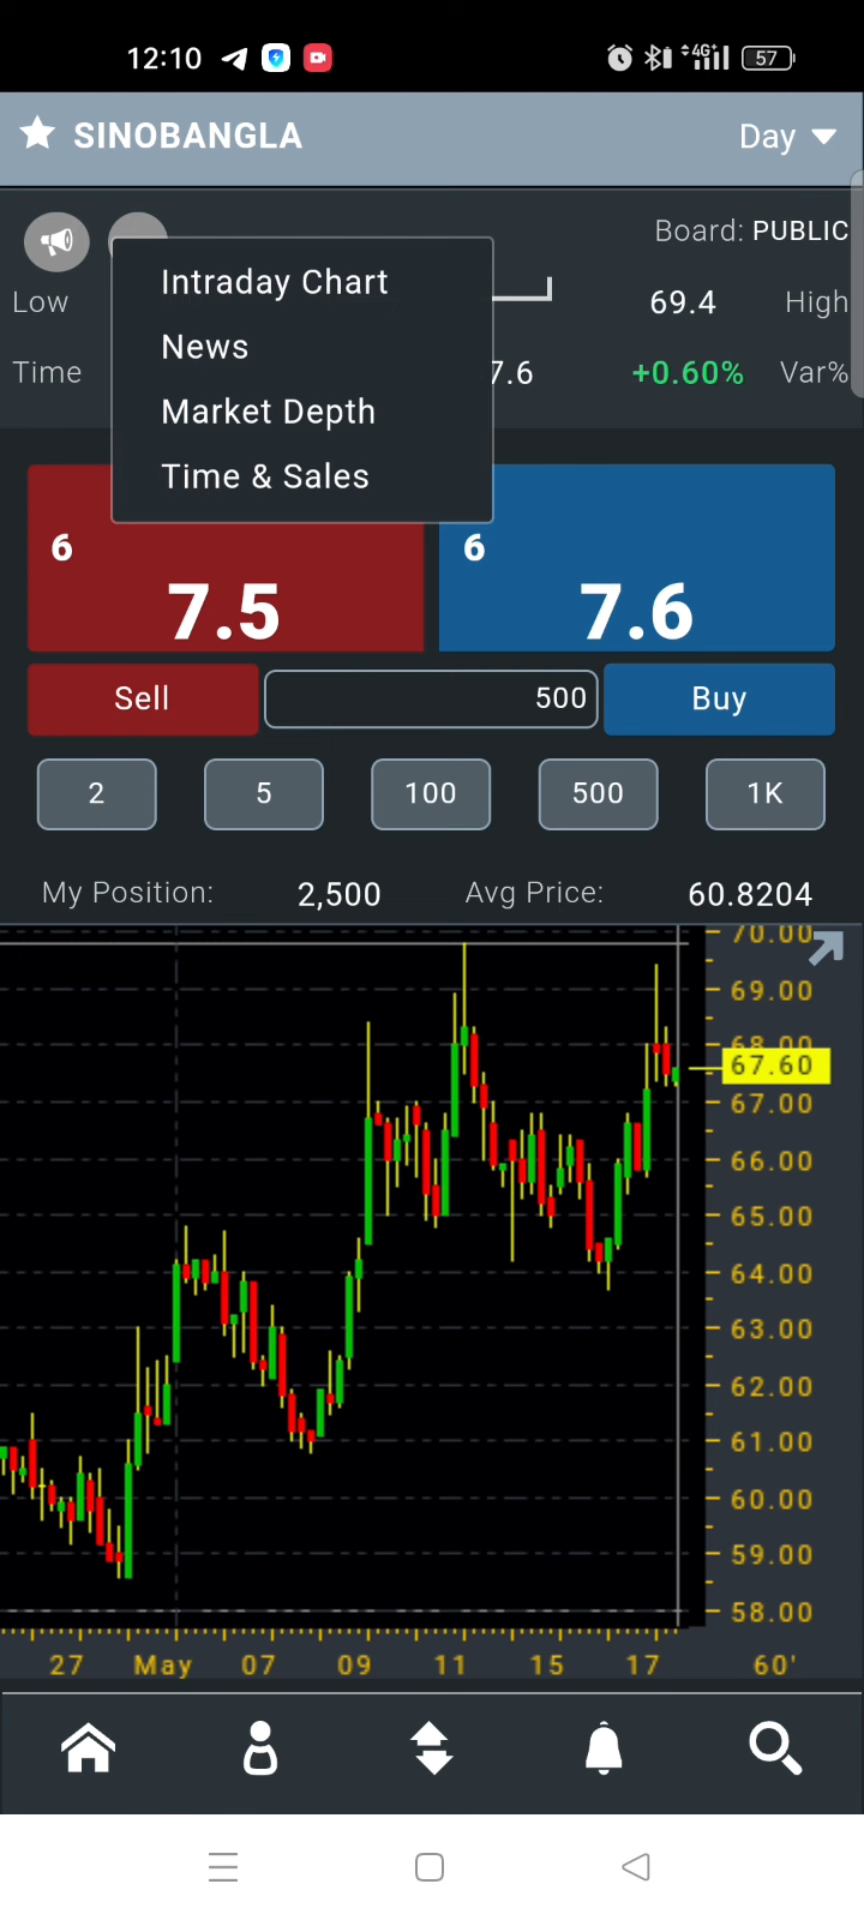 12:10 4G+ 57
SINOBANGLA Day
Board: PUBLIC
Intraday Chart
Low 69.4 High
News
Time 7.6 +0.60% Var%
Market Depth
Time & Sales
6 6
7.5 7.6
Sell 500 Buy
2 5 100 500 1K
My Position: 2,500 Avg Price: 60.8204
70.00
69.00
68.00
67.60
67.00
66.00
65.00
64.00
63.00
62.00
61.00
60.00
59.00
58.00
27 May 07 09 11 15 17 60'